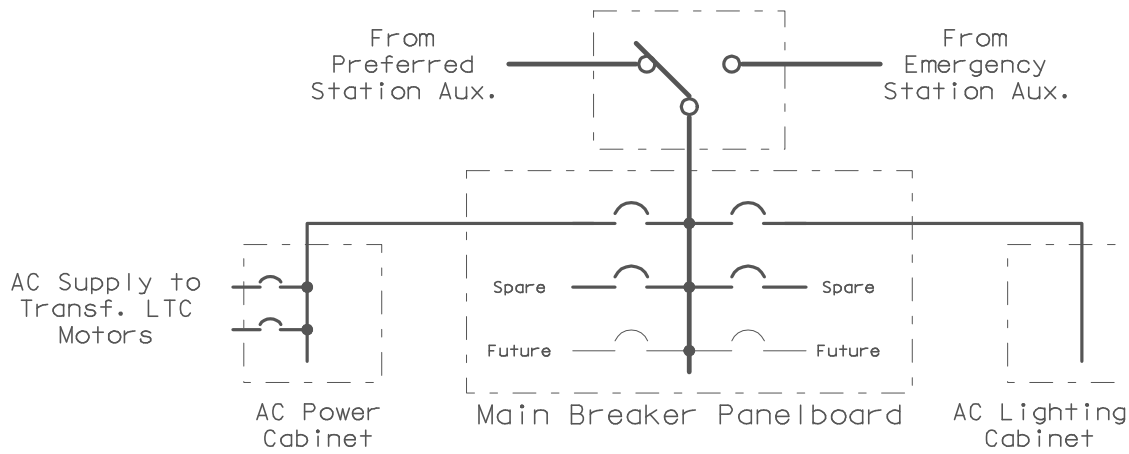 From
Preferred
Station Aux.
From
Emergency
Station Aux.
AC Supply to
Transf. LTC
Motors
Spare
Spare
Future
Future
AC Power
Cabinet
Main Breaker Panelboard
AC Lighting
Cabinet